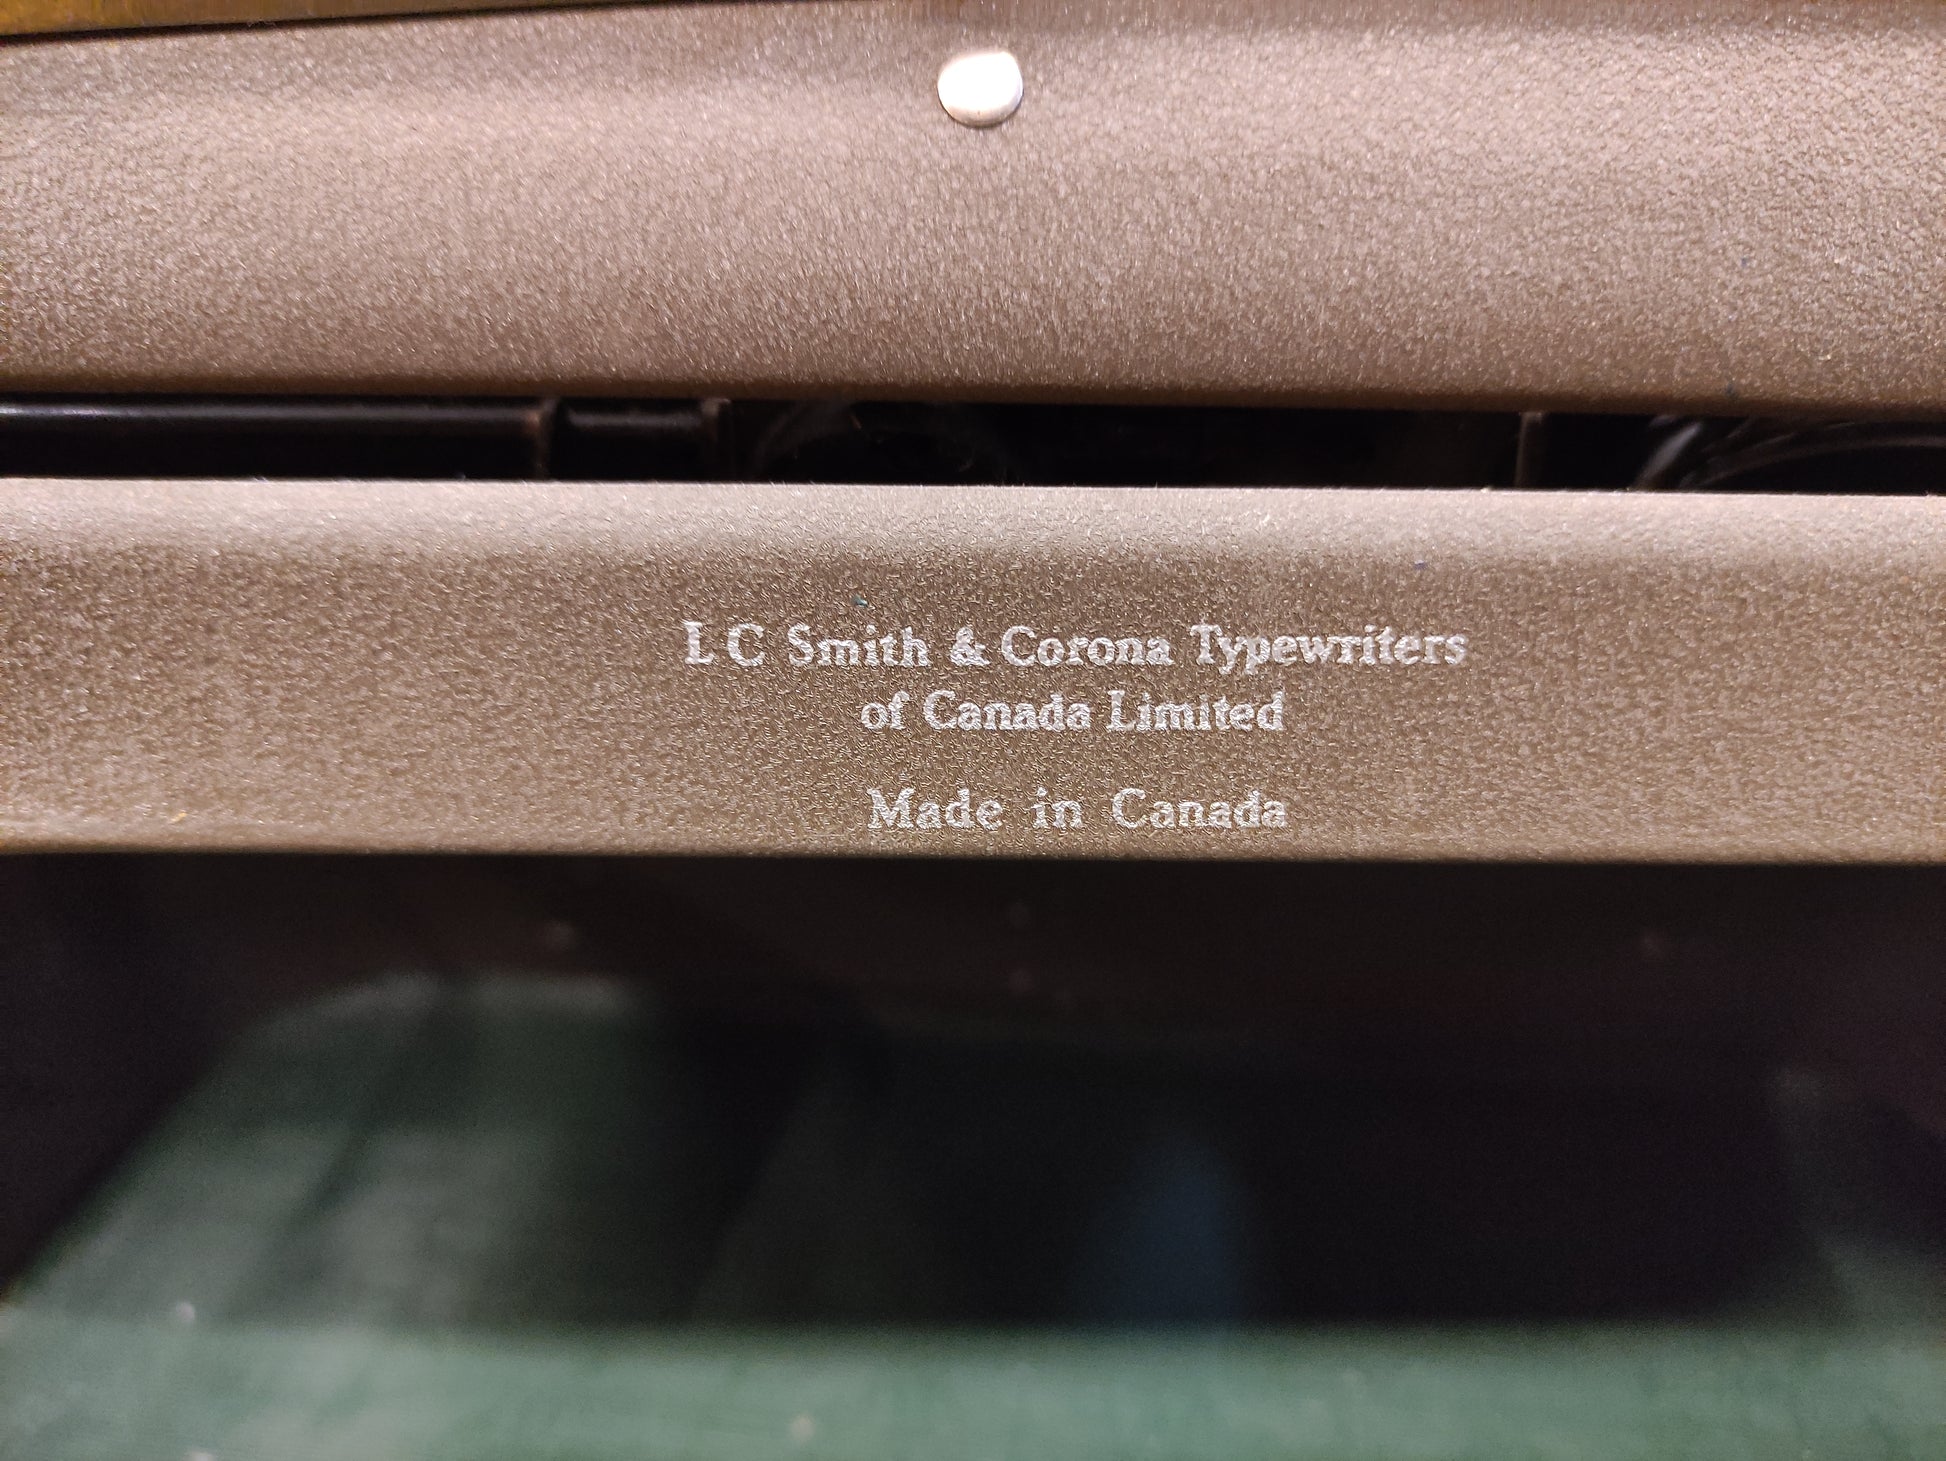 L C Smith & Corona Typewriters
of Canada Limited
Made in Canada